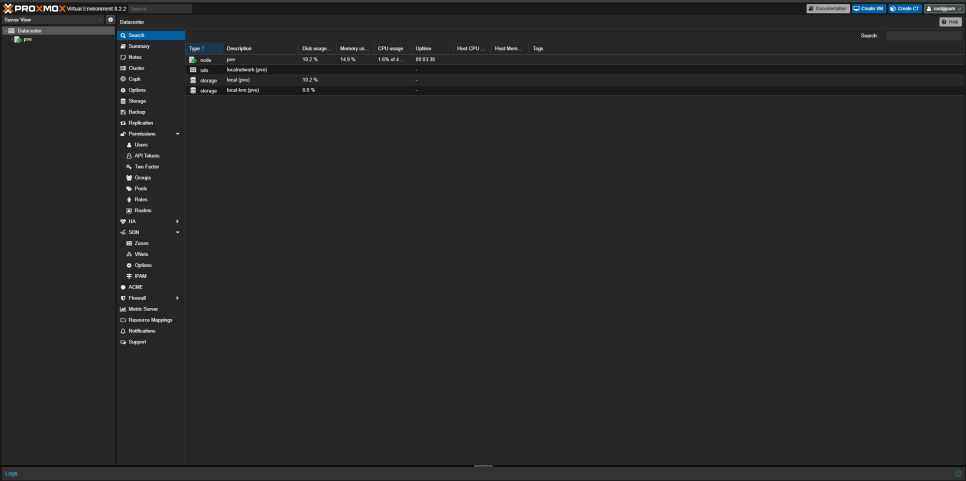 PROXMOX Virtual Environment 8.2.2 Search Documentation Create VM Create CT root@pam
Server View Datacenter Help
Datacenter
pve
Search
Summary
Notes
Cluster
Ceph
Options
Storage
Backup
Replication
Permissions
Users
API Tokens
Two Factor
Groups
Pools
Roles
Realms
HA
SDN
Zones
VNets
Options
IPAM
ACME
Firewall
Metric Server
Resource Mappings
Notifications
Support
Search:
Type ↑ Description Disk usage... Memory us... CPU usage Uptime Host CPU ... Host Mem... Tags
node pve 10.2 % 14.9 % 1.6% of 4 ... 00:03:38
sdn localnetwork (pve) -
storage local (pve) 10.2 % -
storage local-lvm (pve) 0.0 % -
Logs